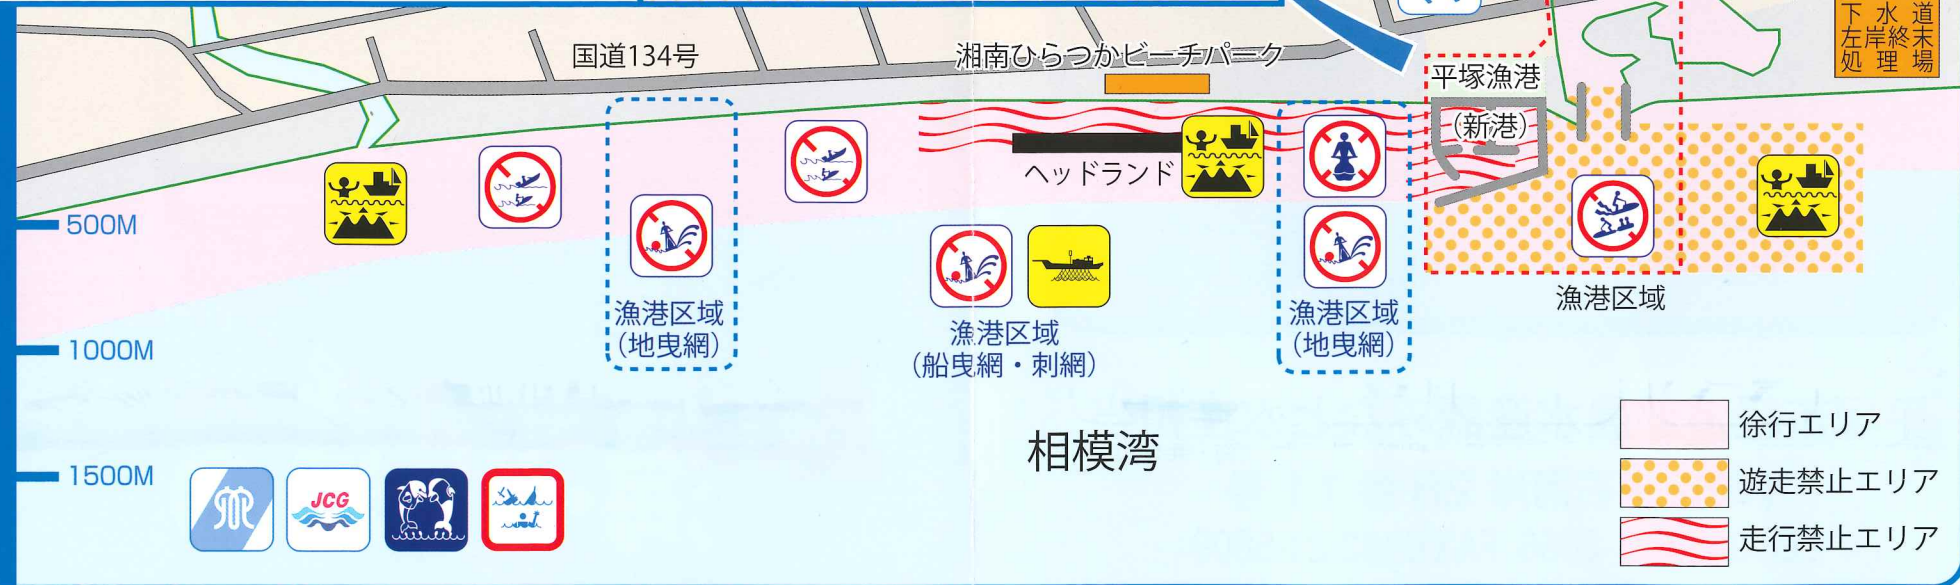 下水道
左岸終末
処理場
国道134号
湘南ひらつかビーチパーク
平塚漁港
（新港）
ヘッドランド
500M
漁港区域
漁港区域
（地曳網）
漁港区域
（船曳網・刺網）
漁港区域
（地曳網）
1000M
相模湾
徐行エリア
1500M
JCG
遊走禁止エリア
走行禁止エリア